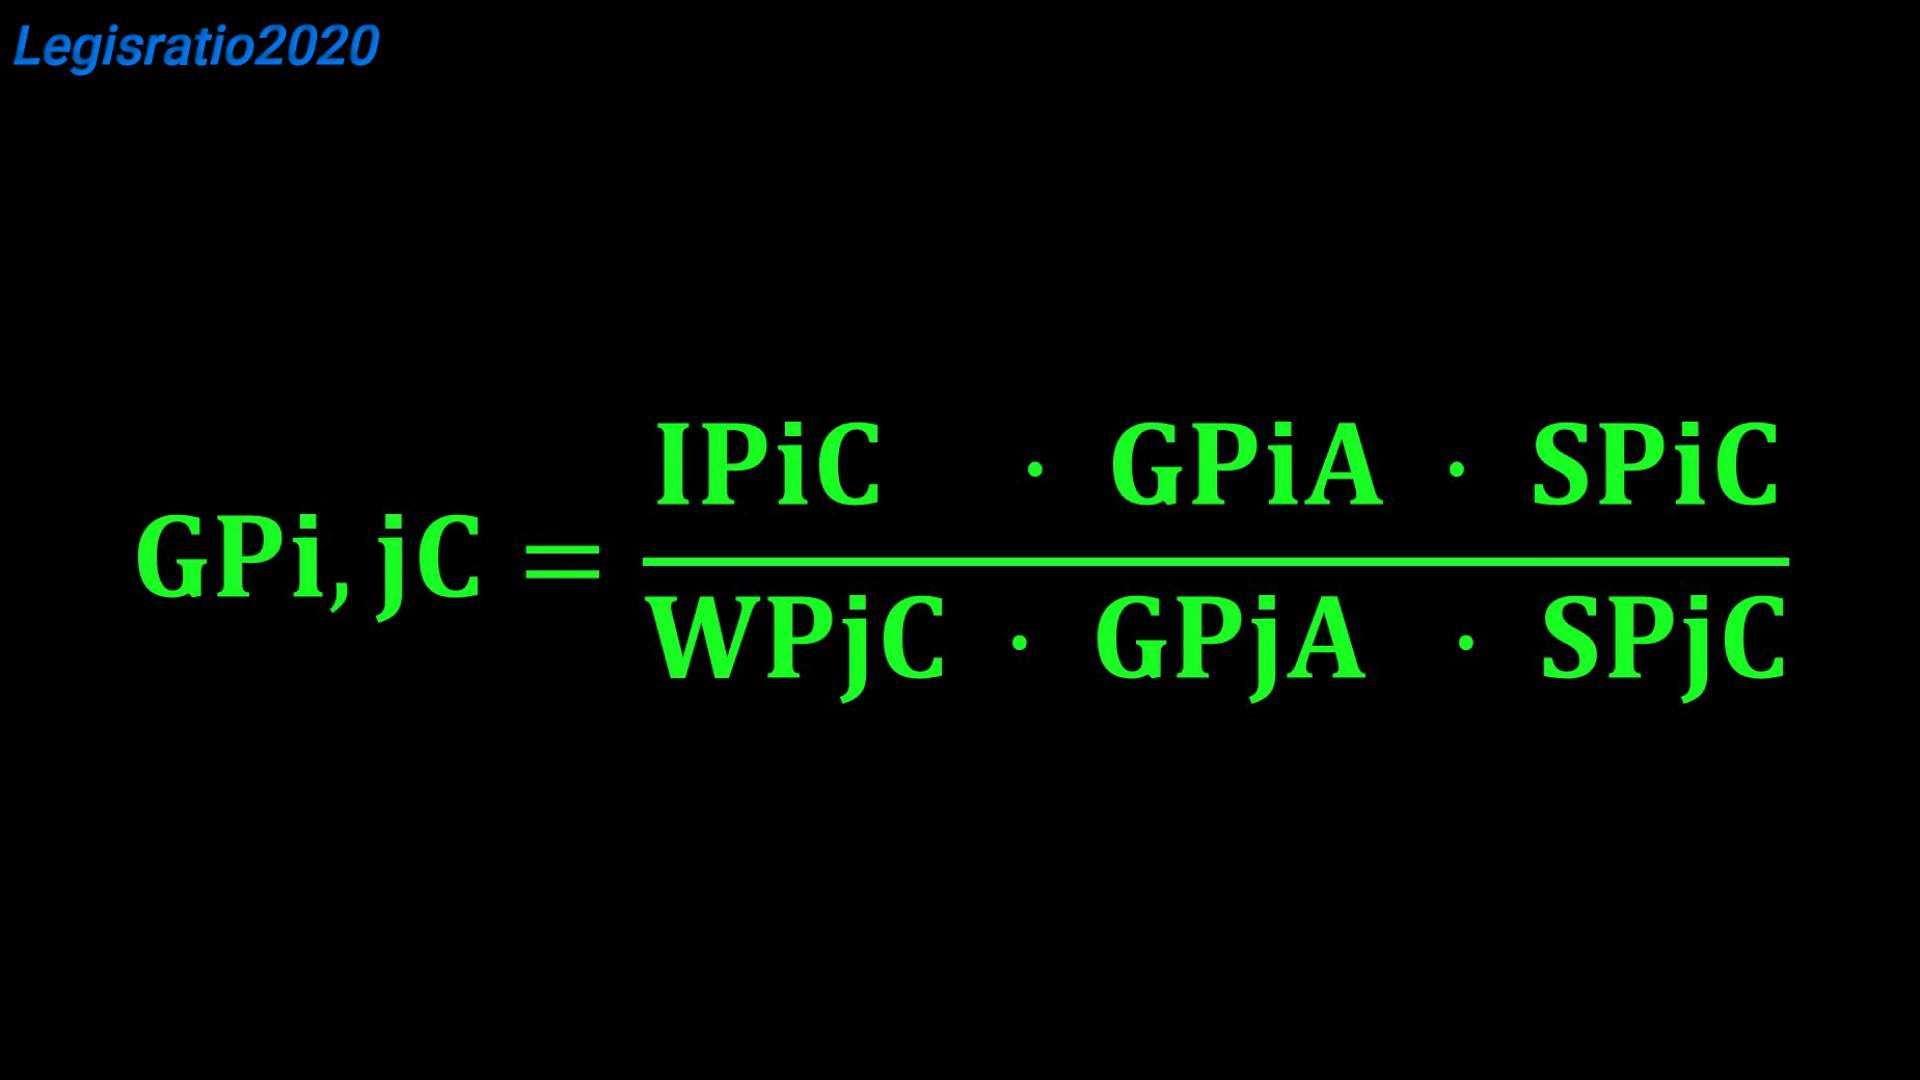 Legisratio2020
IPiC · GPiA · SPiC
GPi, jC =
WPjC · GPjA · SPjC